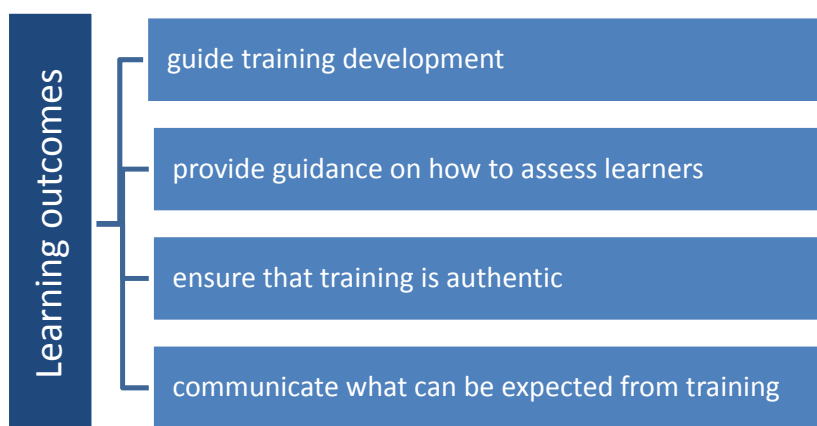 Learning outcomes
guide training development
provide guidance on how to assess learners
ensure that training is authentic
communicate what can be expected from training